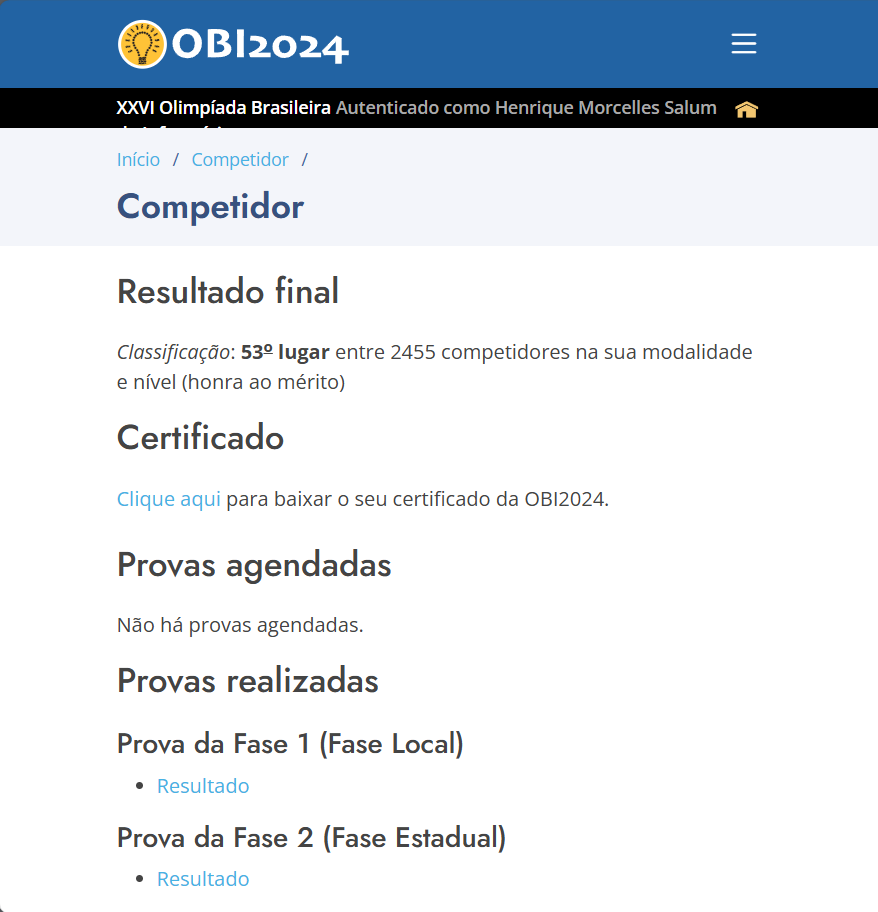 OBI2024
XXVI Olimpíada Brasileira Autenticado como Henrique Morcelles Salum
Início / Competidor /
Competidor
Resultado final
Classificação: 53º lugar entre 2455 competidores na sua modalidade
e nível (honra ao mérito)
Certificado
Clique aqui para baixar o seu certificado da OBI2024.
Provas agendadas
Não há provas agendadas.
Provas realizadas
Prova da Fase 1 (Fase Local)
• Resultado
Prova da Fase 2 (Fase Estadual)
• Resultado